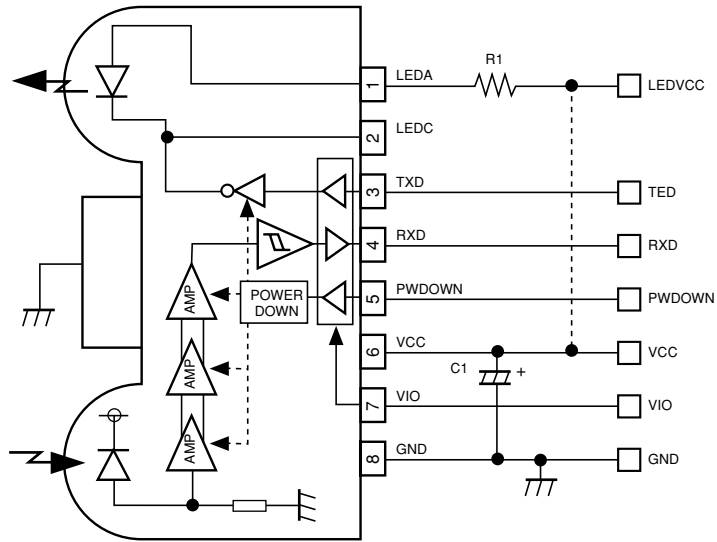 R1
1 LEDA LEDVCC
2 LEDC
3 TXD TED
4 RXD RXD
5 PWDOWN PWDOWN
POWER
DOWN
AMP
6 VCC VCC
C1 +
AMP
7 VIO VIO
AMP
8 GND GND